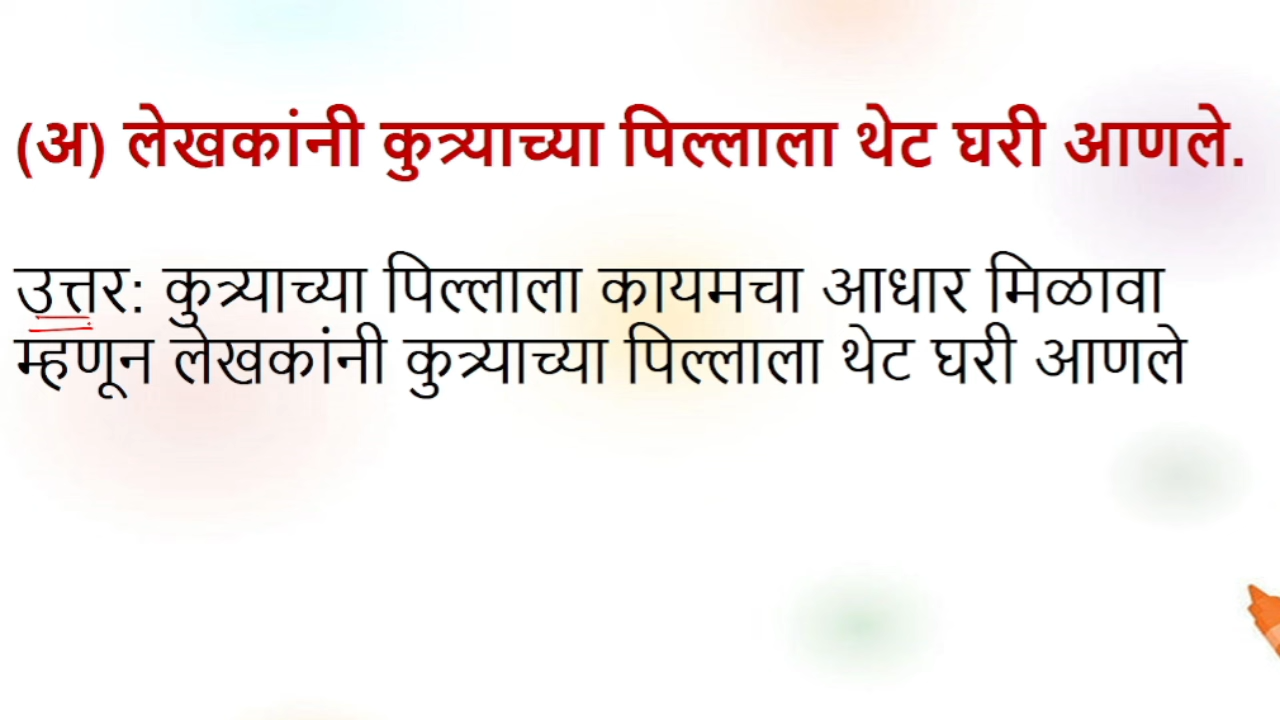 (अ) लेखकांनी कुत्र्याच्या पिल्लाला थेट घरी आणले.
उत्तर: कुत्र्याच्या पिल्लाला कायमचा आधार मिळावा
म्हणून लेखकांनी कुत्र्याच्या पिल्लाला थेट घरी आणले